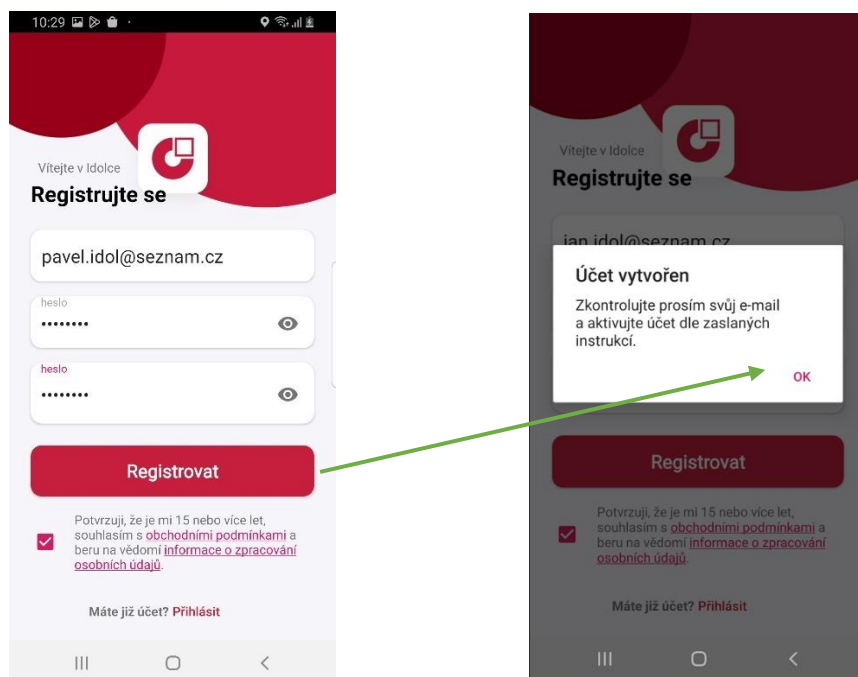 10:29
Vítejte v Idolce
Registrujte se
pavel.idol@seznam.cz
heslo
••••••••
heslo
••••••••
Registrovat
Potvrzuji, že je mi 15 nebo více let,
souhlasím s obchodními podmínkami a
beru na vědomí informace o zpracování
osobních údajů.
Máte již účet? Přihlásit
Vítejte v Idolce
Registrujte se
jan.idol@seznam.cz
Účet vytvořen
Zkontrolujte prosím svůj e-mail
a aktivujte účet dle zaslaných
instrukcí.
OK
Registrovat
Potvrzuji, že je mi 15 nebo více let,
souhlasím s obchodními podmínkami a
beru na vědomí informace o zpracování
osobních údajů.
Máte již účet? Přihlásit